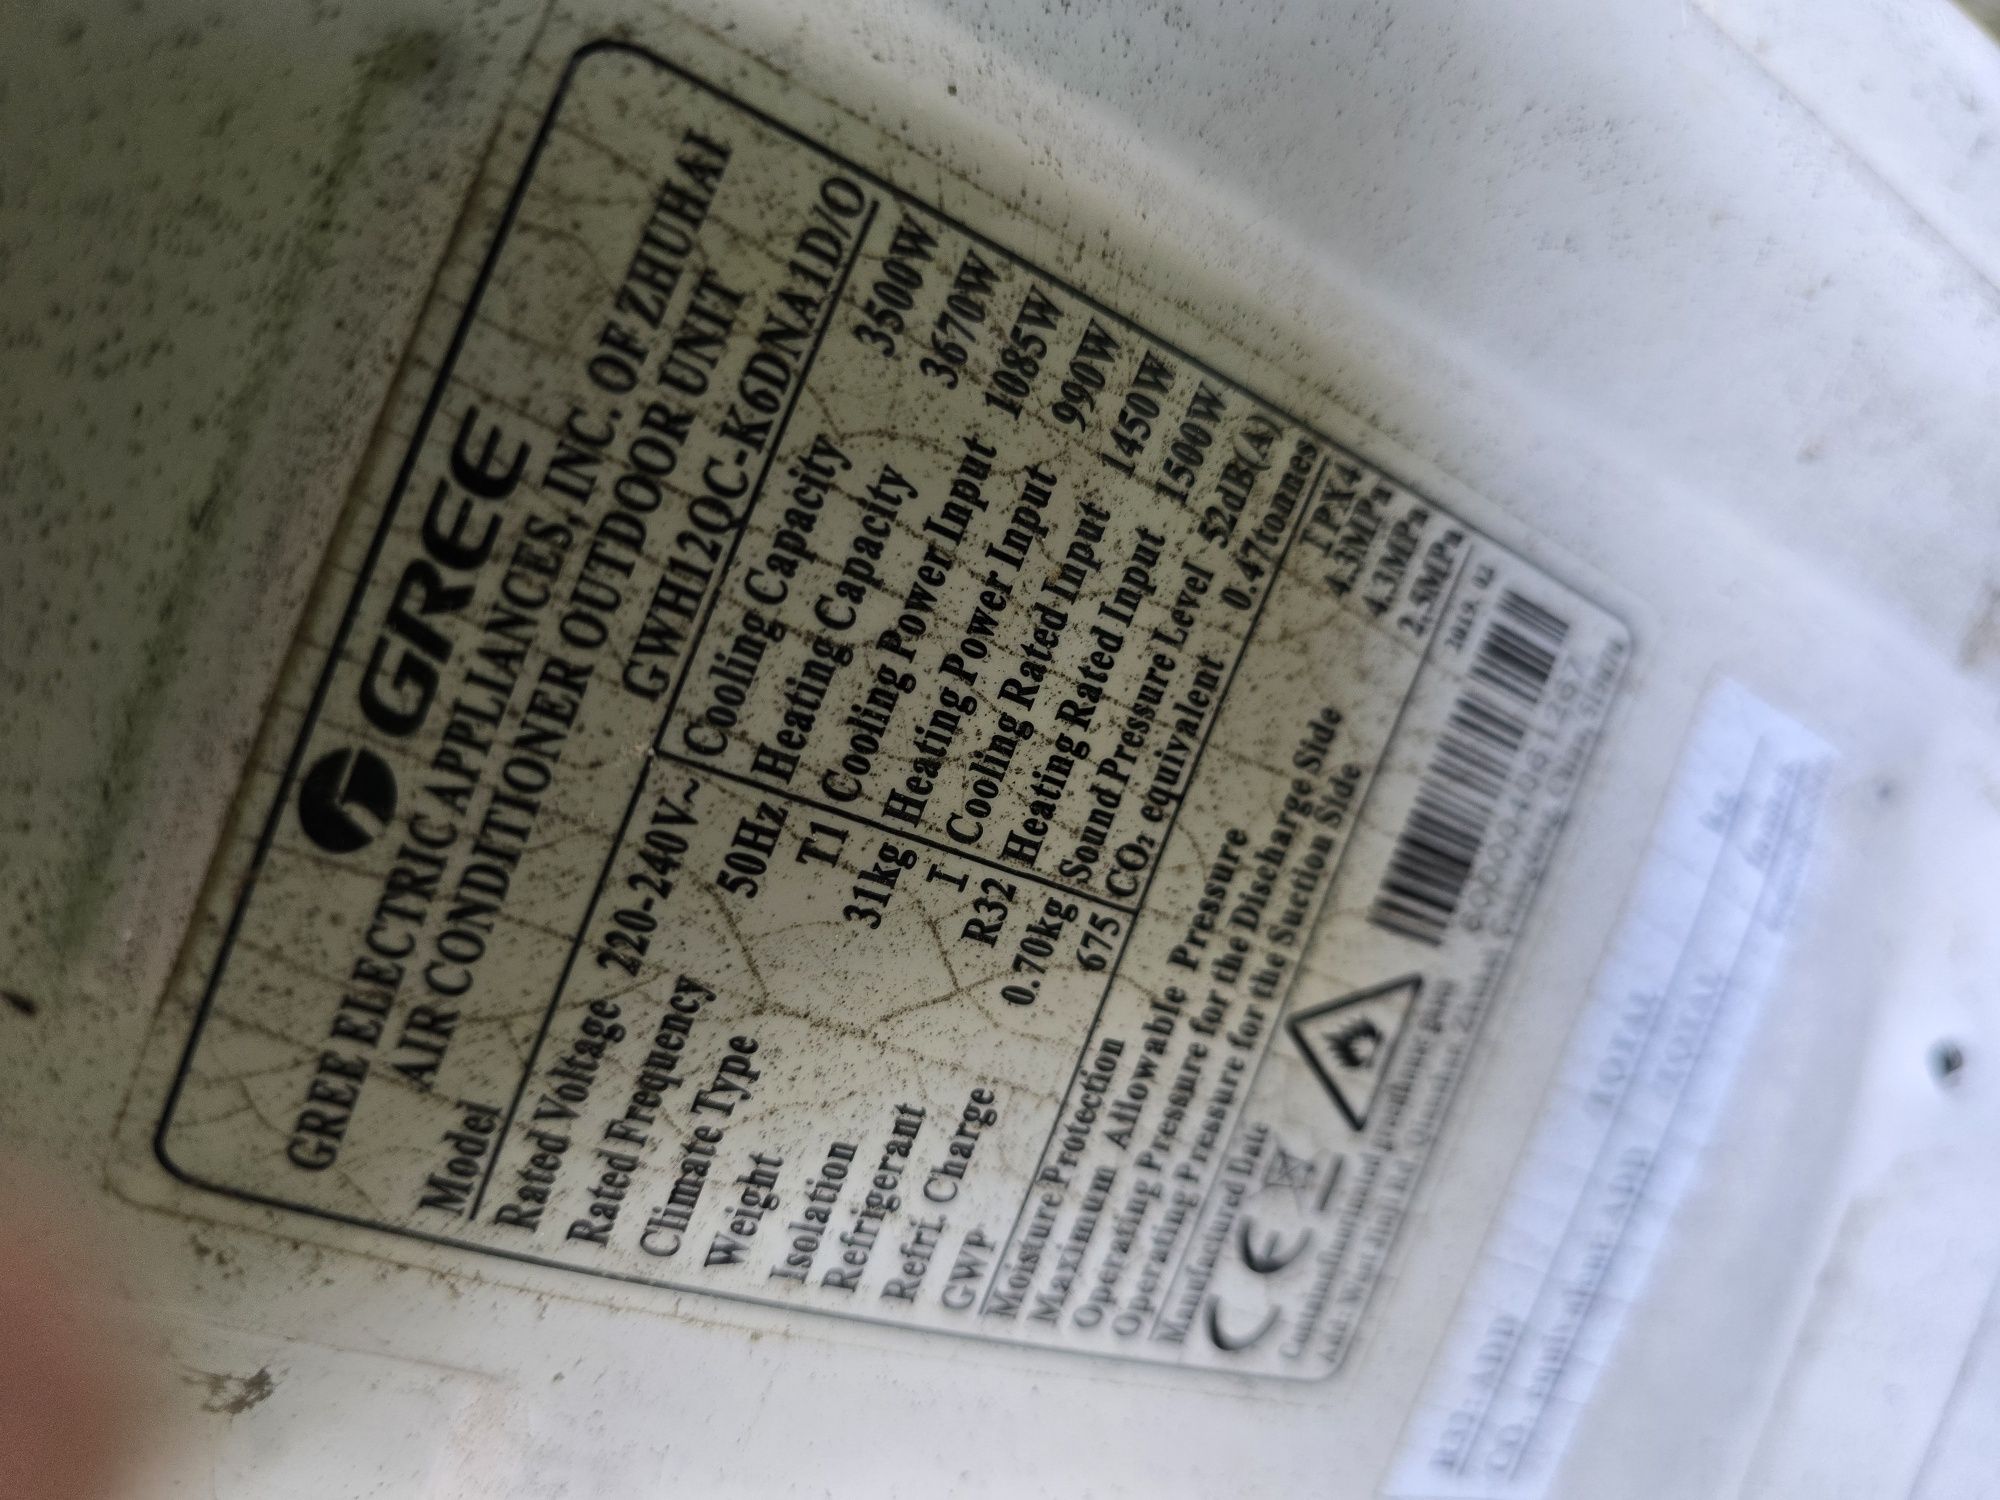 GREE
GREE ELECTRIC APPLIANCES, INC. OF ZHUHAI
AIR CONDITIONER OUTDOOR UNIT
Model GWH12QC-K6DNA1D/O
Rated Voltage 220-240V~ Cooling Capacity 3500W
Rated Frequency 50Hz Heating Capacity 3670W
Climate Type T1 Cooling Power Input 1085W
Weight 31kg Heating Power Input 990W
Isolation I Cooling Rated Input 1450W
Refrigerant R32 Heating Rated Input 1500W
Refri. Charge 0.70kg Sound Pressure Level 52dB(A)
GWP 675 CO₂ equivalent 0.47tonnes
Moisture Protection IPX4
Maximum Allowable Pressure 4.3MPa
Operating Pressure for the Discharge Side 4.3MPa
Operating Pressure for the Suction Side 2.5MPa
Manufactured Date
CE